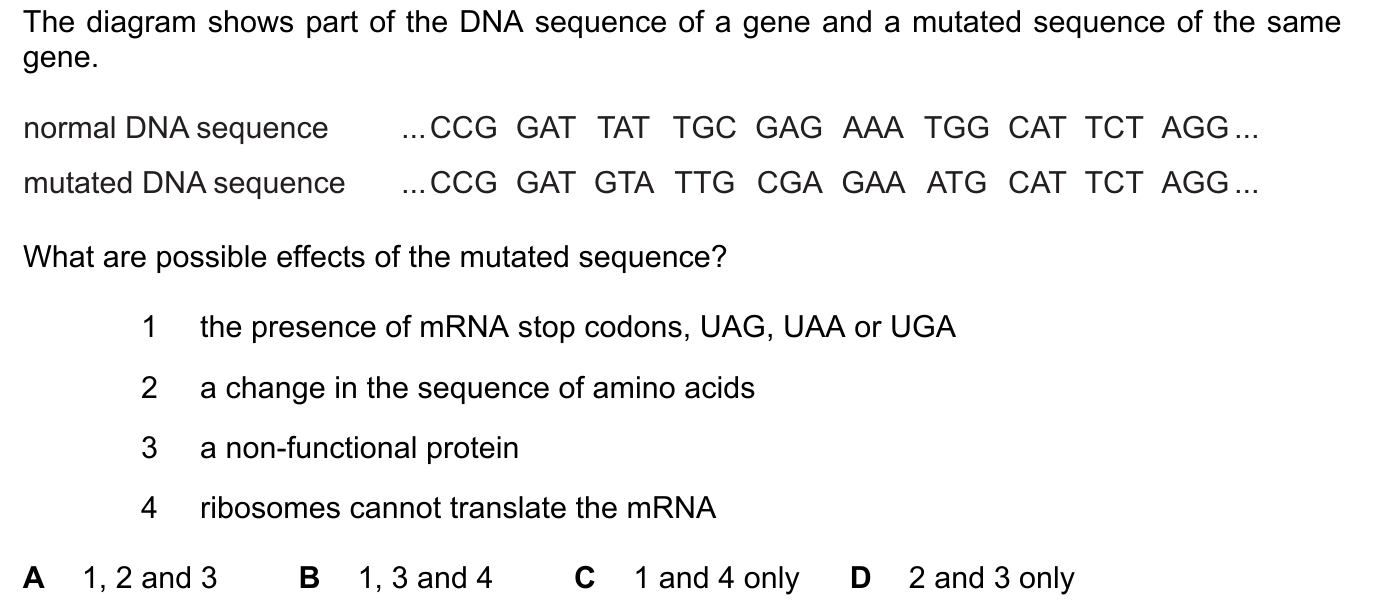 The diagram shows part of the DNA sequence of a gene and a mutated sequence of the same
gene.
normal DNA sequence ...CCG GAT TAT TGC GAG AAA TGG CAT TCT AGG...
mutated DNA sequence ...CCG GAT GTA TTG CGA GAA ATG CAT TCT AGG...
What are possible effects of the mutated sequence?
1 the presence of mRNA stop codons, UAG, UAA or UGA
2 a change in the sequence of amino acids
3 a non-functional protein
4 ribosomes cannot translate the mRNA
A 1, 2 and 3 B 1, 3 and 4 C 1 and 4 only D 2 and 3 only